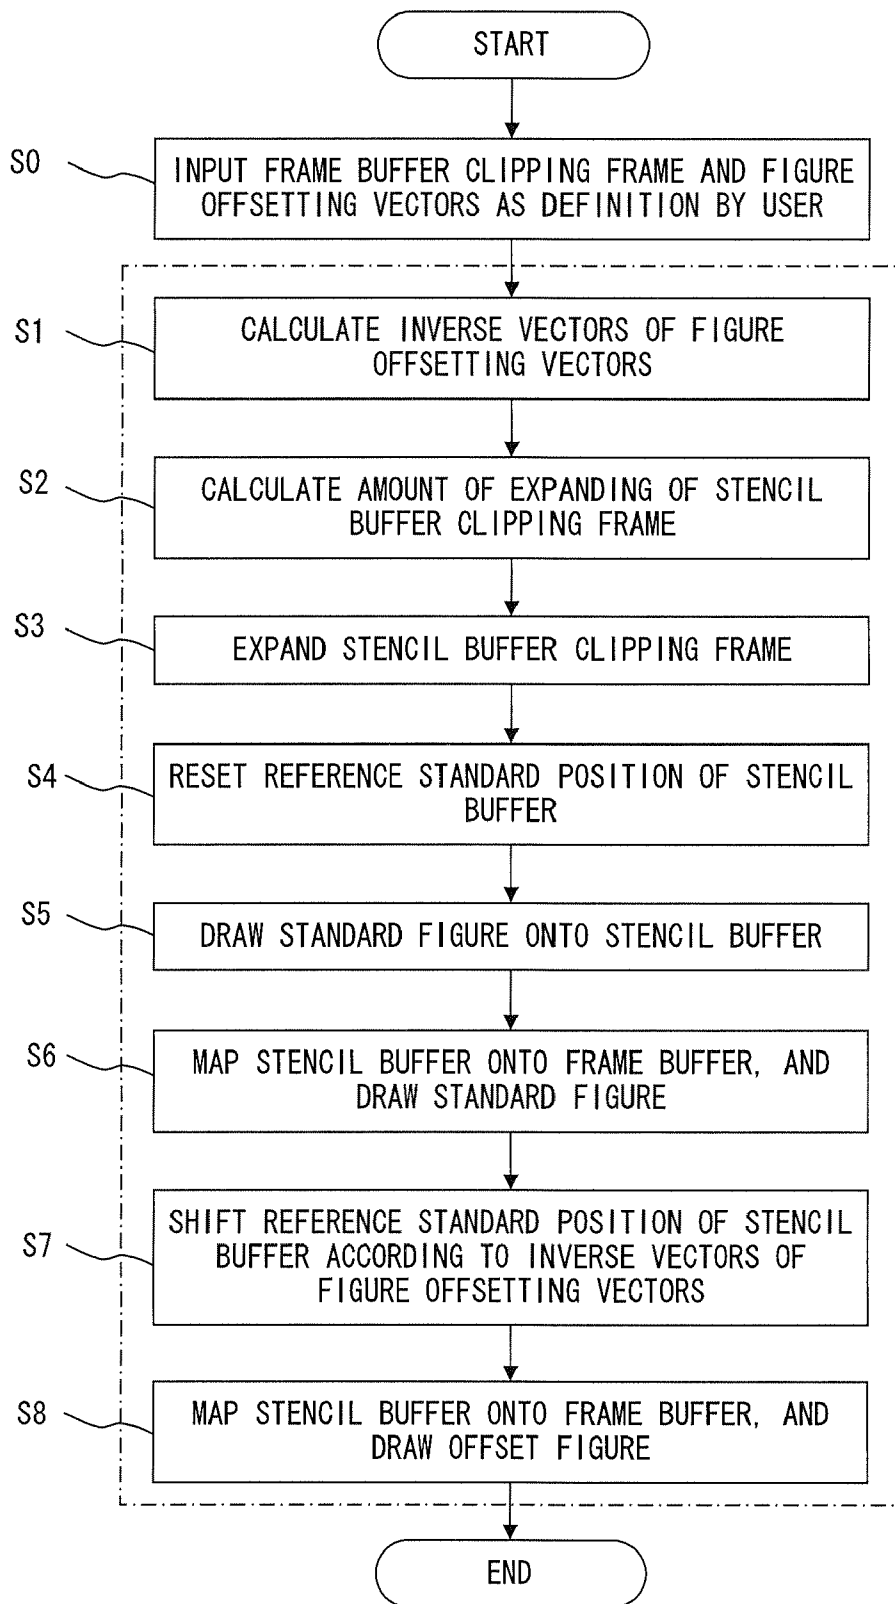 START
S0
INPUT FRAME BUFFER CLIPPING FRAME AND FIGURE
OFFSETTING VECTORS AS DEFINITION BY USER
S1
CALCULATE INVERSE VECTORS OF FIGURE
OFFSETTING VECTORS
S2
CALCULATE AMOUNT OF EXPANDING OF STENCIL
BUFFER CLIPPING FRAME
S3
EXPAND STENCIL BUFFER CLIPPING FRAME
S4
RESET REFERENCE STANDARD POSITION OF STENCIL
BUFFER
S5
DRAW STANDARD FIGURE ONTO STENCIL BUFFER
S6
MAP STENCIL BUFFER ONTO FRAME BUFFER, AND
DRAW STANDARD FIGURE
S7
SHIFT REFERENCE STANDARD POSITION OF STENCIL
BUFFER ACCORDING TO INVERSE VECTORS OF
FIGURE OFFSETTING VECTORS
S8
MAP STENCIL BUFFER ONTO FRAME BUFFER, AND
DRAW OFFSET FIGURE
END